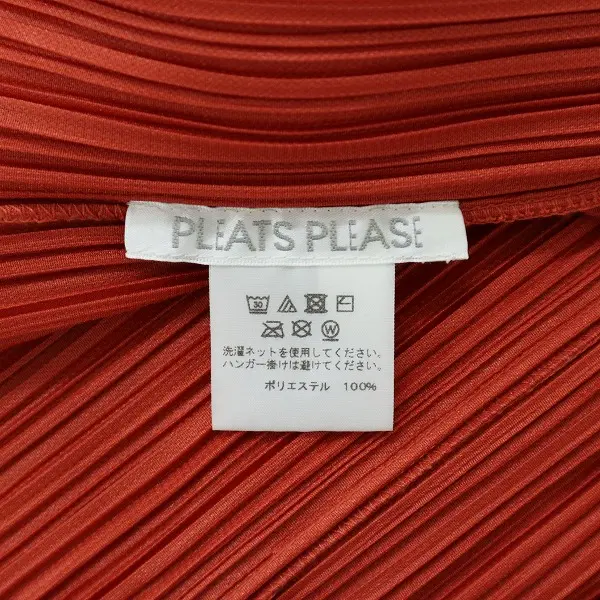 PLEATS PLEASE
30
W
洗濯ネットを使用してください。
ハンガー掛けは避けてください。
ポリエステル 100%